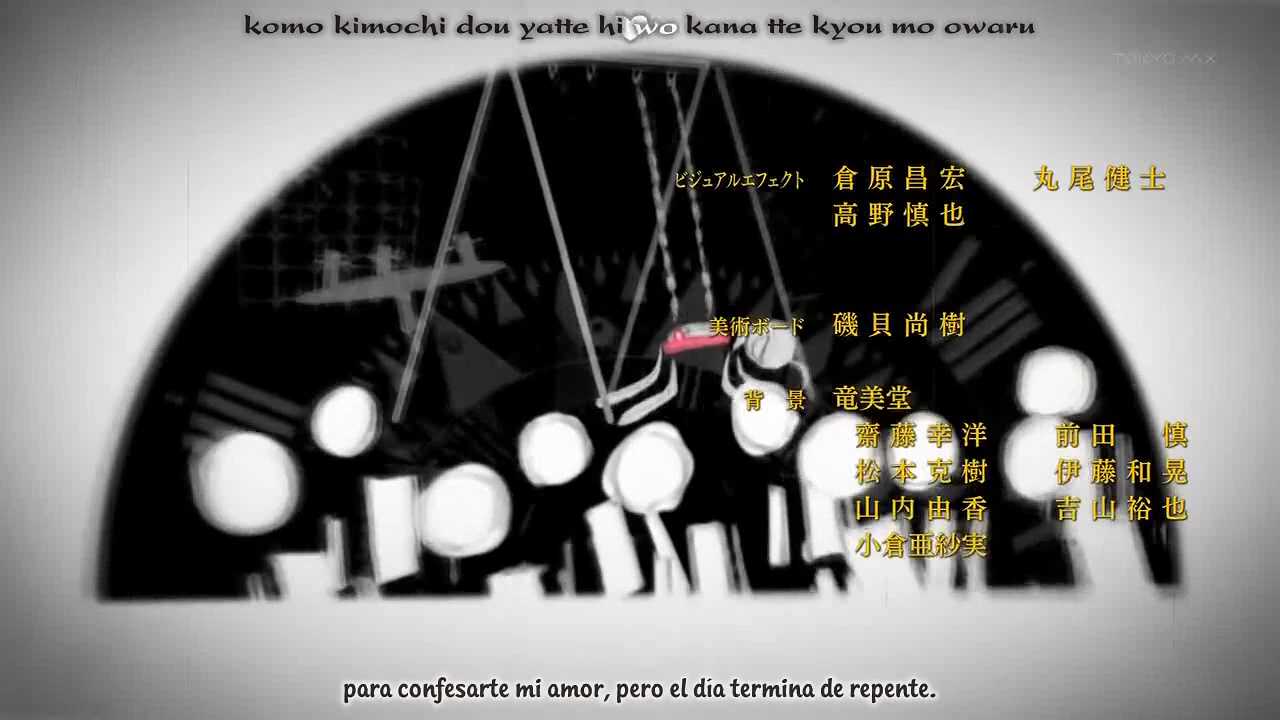 komo kimochi dou yatte hi wo kana tte kyou mo owaru
TOKYO MX
ビジュアルエフェクト 倉原昌宏 丸尾健士
高野慎也
美術ボード 磯貝尚樹
背景 竜美堂
齋藤幸洋 前田 慎
松本克樹 伊藤和晃
山内由香 吉山裕也
小倉亜紗実
para confesarte mi amor, pero el día termina de repente.